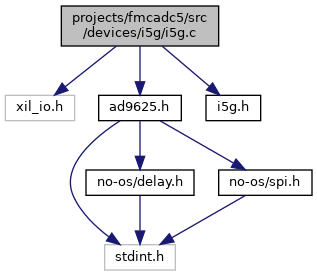 projects/fmcadc5/src
/devices/i5g/i5g.c
xil_io.h
ad9625.h
i5g.h
no-os/delay.h
no-os/spi.h
stdint.h